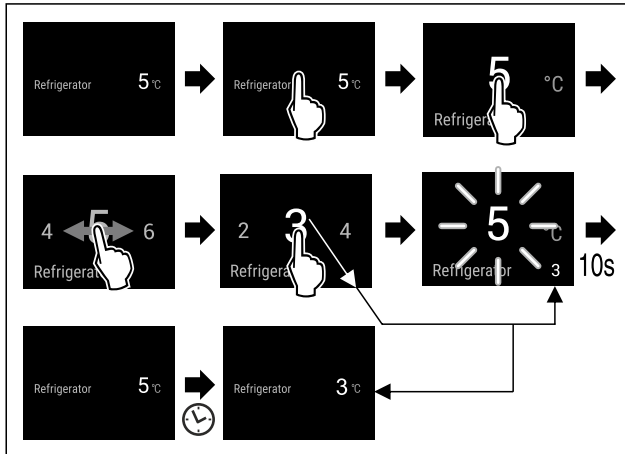 Refrigerator 5 °C
Refrigerator 5 °C
5 °C
Refrigerator
4 5 6
Refrigerator
2 3 4
Refrigerator
5 °C
Refrigerator 3
10s
Refrigerator 5 °C
Refrigerator 3 °C